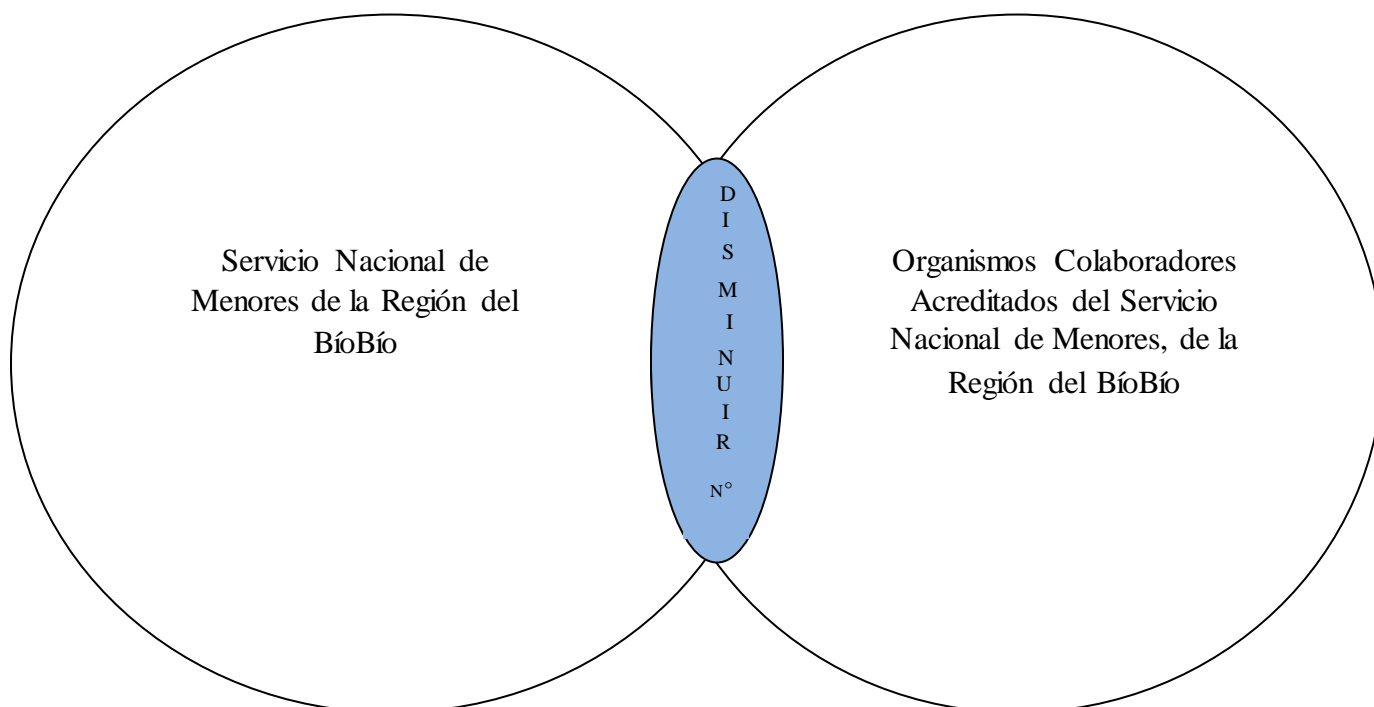 Servicio Nacional de
Menores de la Región del
BíoBío
D
I
S
M
I
N
U
I
R
N°
Organismos Colaboradores
Acreditados del Servicio
Nacional de Menores, de la
Región del BíoBío